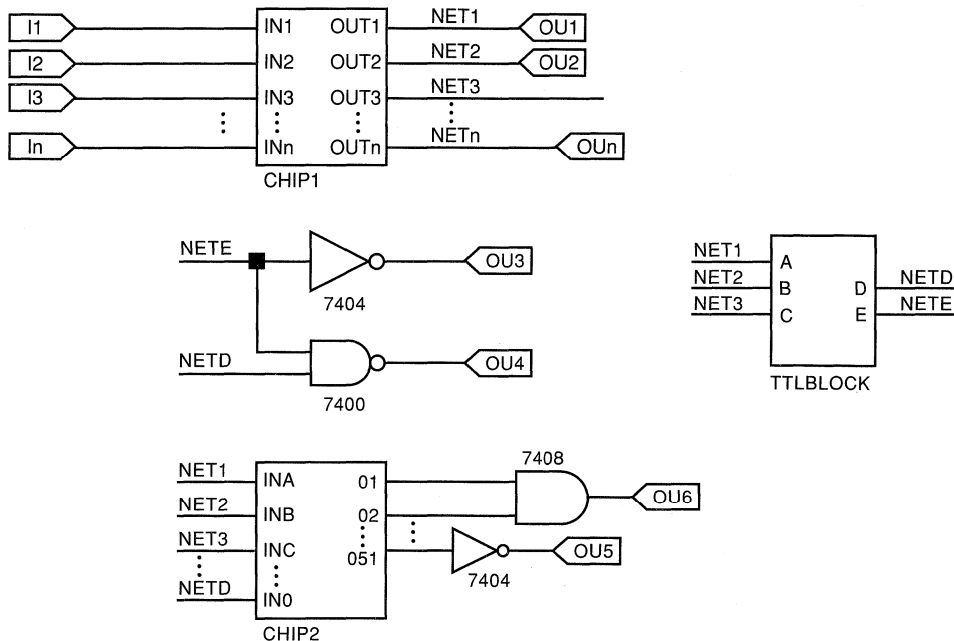 I1 IN1 OUT1 NET1 OU1
I2 IN2 OUT2 NET2 OU2
I3 IN3 OUT3 NET3
In INn OUTn NETn OUn
CHIP1
NETE OU3
7404
NETD OU4
7400
NET1 A
NET2 B D NETD
NET3 C E NETE
TTLBLOCK
7408
NET1 INA 01
NET2 INB 02 OU6
NET3 INC 051 OU5
7404
NETD IN0
CHIP2